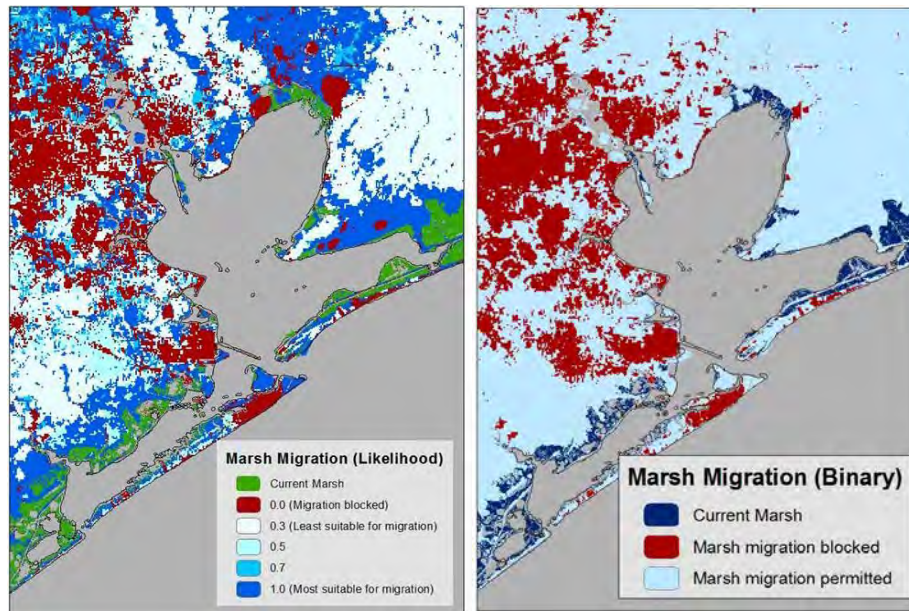 Marsh Migration (Likelihood)
Current Marsh
0.0 (Migration blocked)
0.3 (Least suitable for migration)
0.5
0.7
1.0 (Most suitable for migration)
Marsh Migration (Binary)
Current Marsh
Marsh migration blocked
Marsh migration permitted